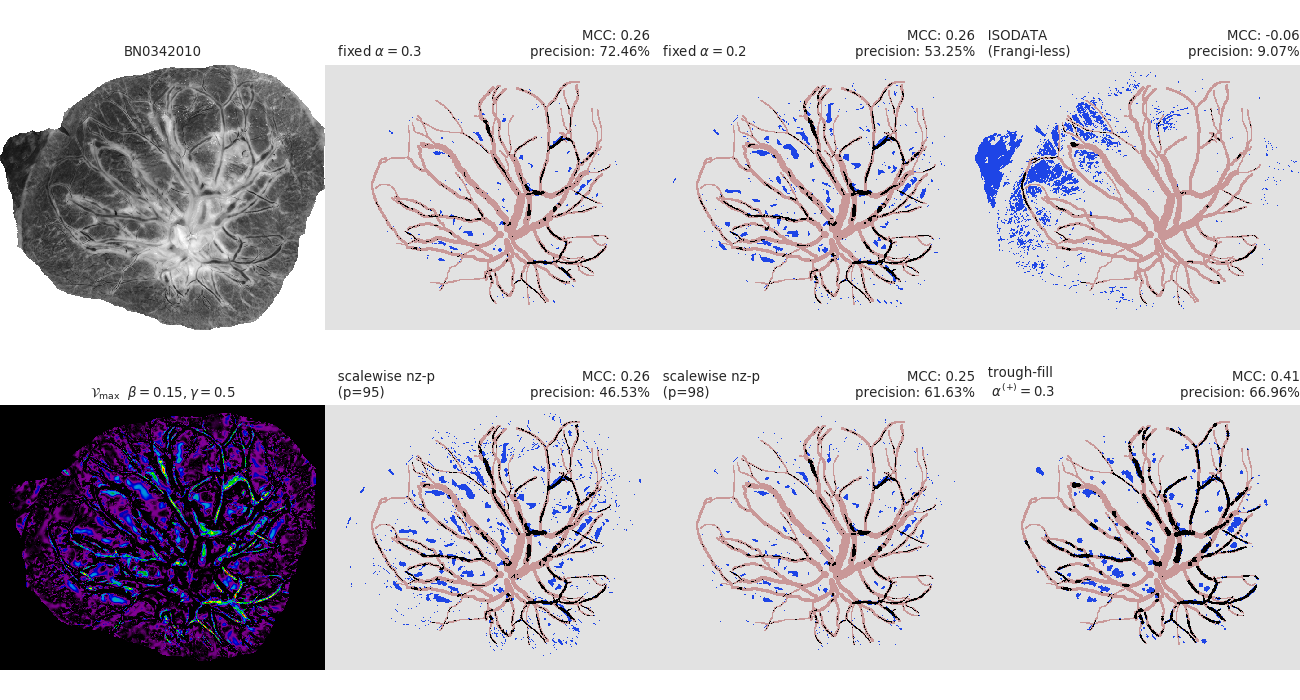 BN0342010
fixed α = 0.3
MCC: 0.26
precision: 72.46%
fixed α = 0.2
MCC: 0.26
precision: 53.25%
ISODATA
(Frangi-less)
MCC: -0.06
precision: 9.07%
𝒱max β = 0.15, γ = 0.5
scalewise nz-p
(p=95)
MCC: 0.26
precision: 46.53%
scalewise nz-p
(p=98)
MCC: 0.25
precision: 61.63%
trough-fill
α(+) = 0.3
MCC: 0.41
precision: 66.96%